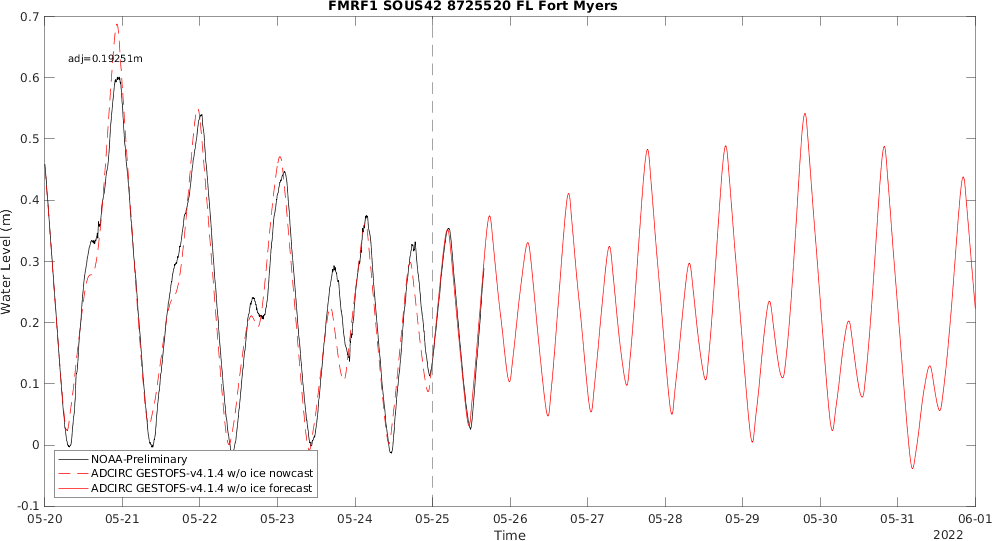 FMRF1 SOUS42 8725520 FL Fort Myers
adj=0.19251m
Water Level (m)
0.7
0.6
0.5
0.4
0.3
0.2
0.1
0
-0.1
NOAA-Preliminary
ADCIRC GESTOFS-v4.1.4 w/o ice nowcast
ADCIRC GESTOFS-v4.1.4 w/o ice forecast
05-20 05-21 05-22 05-23 05-24 05-25 05-26 05-27 05-28 05-29 05-30 05-31 06-01
Time
2022